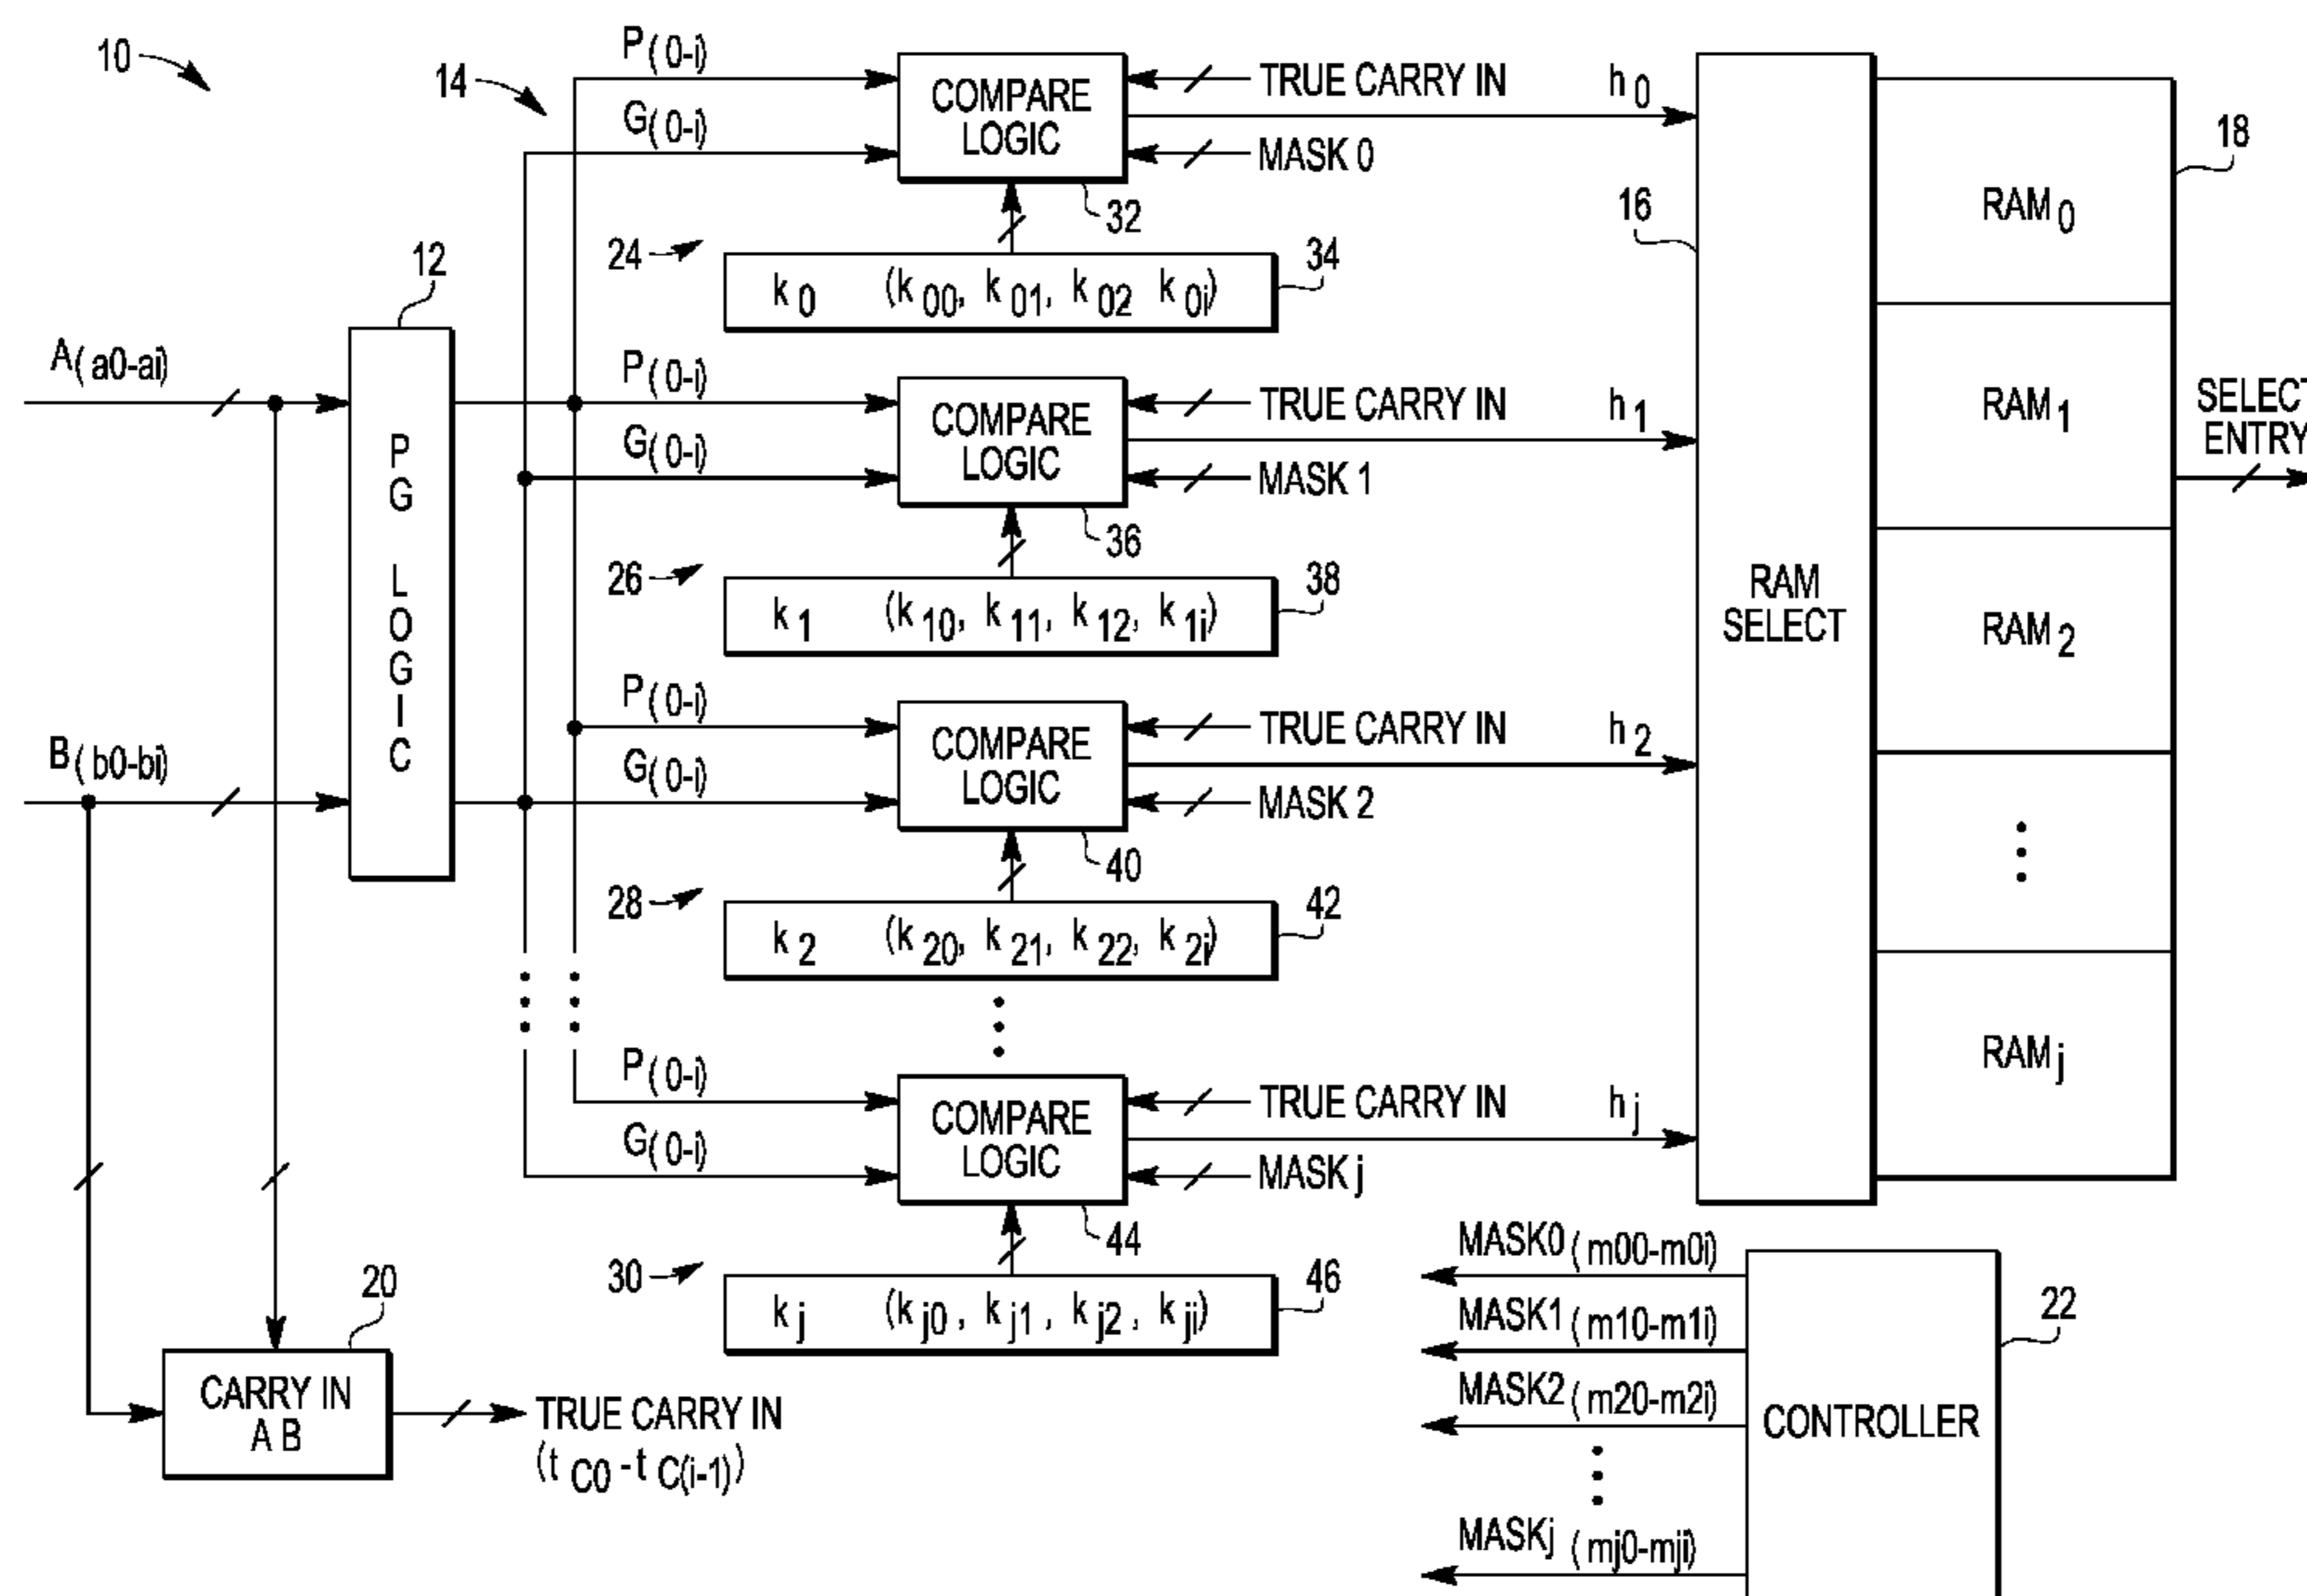 10
14
P(0-i)
G(0-i)
COMPARE
LOGIC
TRUE CARRY IN
MASK 0
h0
32
24
k0 (k00, k01, k02 k0i)
34
16
RAM0
18
12
A(a0-ai)
PG LOGIC
P(0-i)
G(0-i)
COMPARE
LOGIC
TRUE CARRY IN
MASK 1
h1
36
26
k1 (k10, k11, k12, k1i)
38
RAM
SELECT
RAM1
SELECT
ENTRY
RAM2
B(b0-bi)
P(0-i)
G(0-i)
COMPARE
LOGIC
TRUE CARRY IN
MASK 2
h2
40
28
k2 (k20, k21, k22, k2i)
42
P(0-i)
G(0-i)
COMPARE
LOGIC
TRUE CARRY IN
MASK j
hj
RAMj
44
30
kj (kj0, kj1, kj2, kji)
46
20
CARRY IN
A B
TRUE CARRY IN
(tC0 - tC(i-1))
MASK0 (m00-m0i)
MASK1 (m10-m1i)
MASK2 (m20-m2i)
MASKj (mj0-mji)
CONTROLLER
22